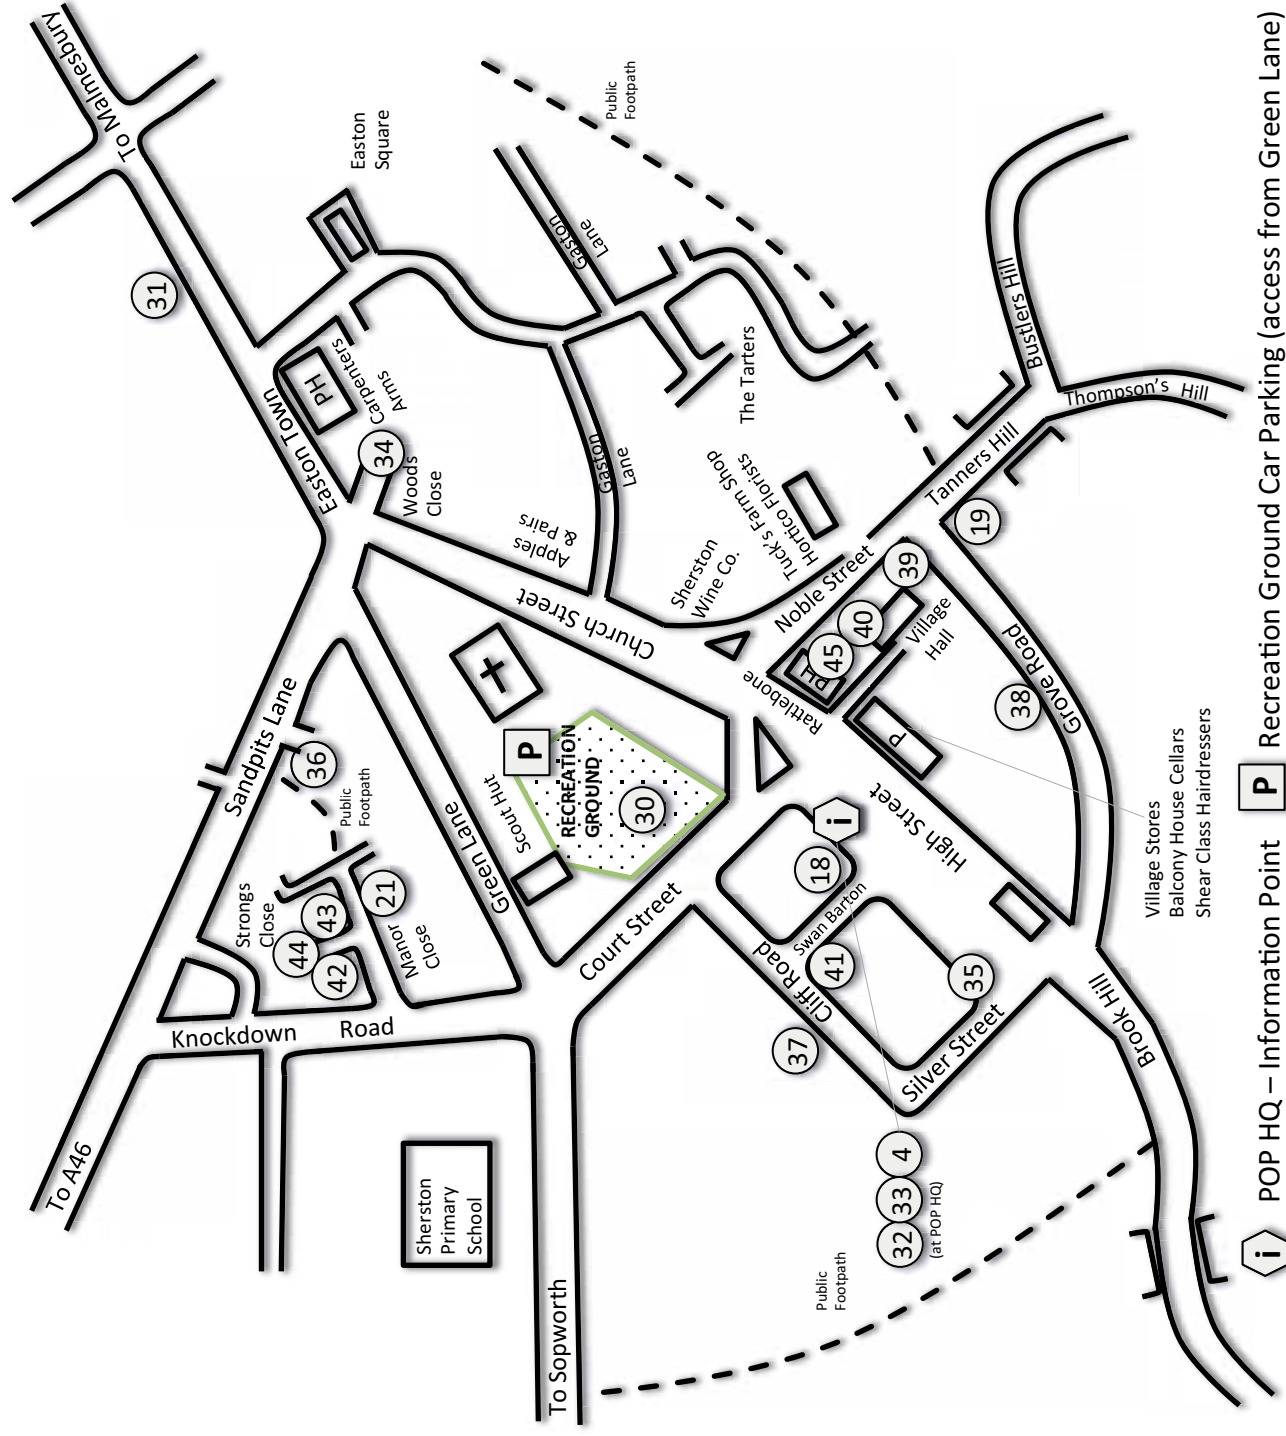 To Malmesbury
31
Easton
Square
Public
Footpath
Gaston
Lane
Easton Town
PH
Carpenters
Arms
34
Woods
Close
Apples
& Pairs
Gaston
Lane
The Tarters
Bustlers Hill
Thompson's Hill
Tanners Hill
19
Tuck's Farm Shop
Hortico Florists
Sherston
Wine Co.
Noble Street
39
40
45
PH
Village
Hall
Rattlebone
Church Street
Grove Road
38
P
High Street
Village Stores
Balcony House Cellars
Shear Class Hairdressers
Sandpits Lane
36
Public
Footpath
P
RECREATION
GROUND
30
Scout Hut
Green Lane
Strongs
Close
44
43
42
21
Manor
Close
Court Street
i
18
Swan Barton
41
Cliff Road
37
35
Silver Street
Brook Hill
Knockdown Road
To A46
Sherston
Primary
School
To Sopworth
32 33 4
(at POP HQ)
Public
Footpath
i POP HQ – Information Point P Recreation Ground Car Parking (access from Green Lane)